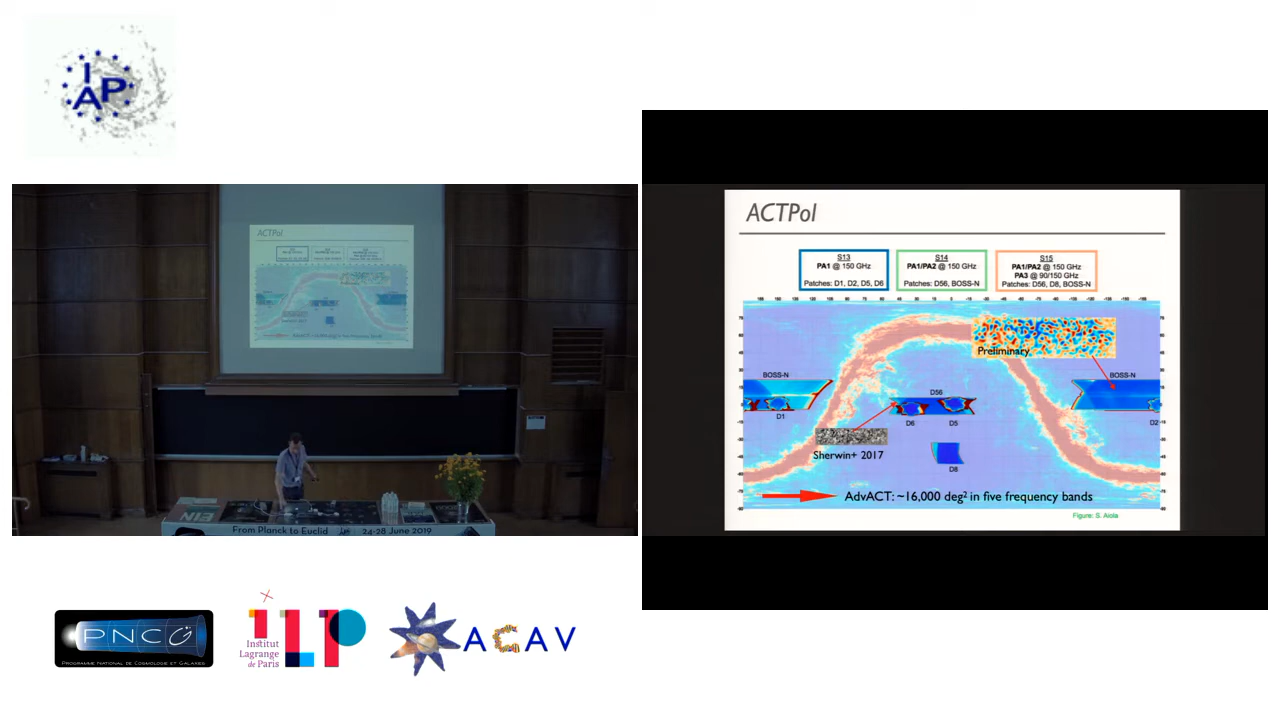 IAP
ACTPol
S13
PA1 @ 150 GHz
Patches: D1, D2, D5, D6
S14
PA1/PA2 @ 150 GHz
Patches: D56, BOSS-N
S15
PA1/PA2 @ 150 GHz
PA3 @ 90/150 GHz
Patches: D56, D8, BOSS-N
Preliminary
BOSS-N
BOSS-N
D56
D1
D6
D5
D2
Sherwin+ 2017
D8
AdvACT: ~16,000 deg² in five frequency bands
Figure: S. Aiola
ACTPol
From Planck to Euclid
24-28 June 2019
PNCG
PROGRAMME NATIONAL DE COSMOLOGIE ET GALAXIES
ILP
Institut
Lagrange
de Paris
ACAV